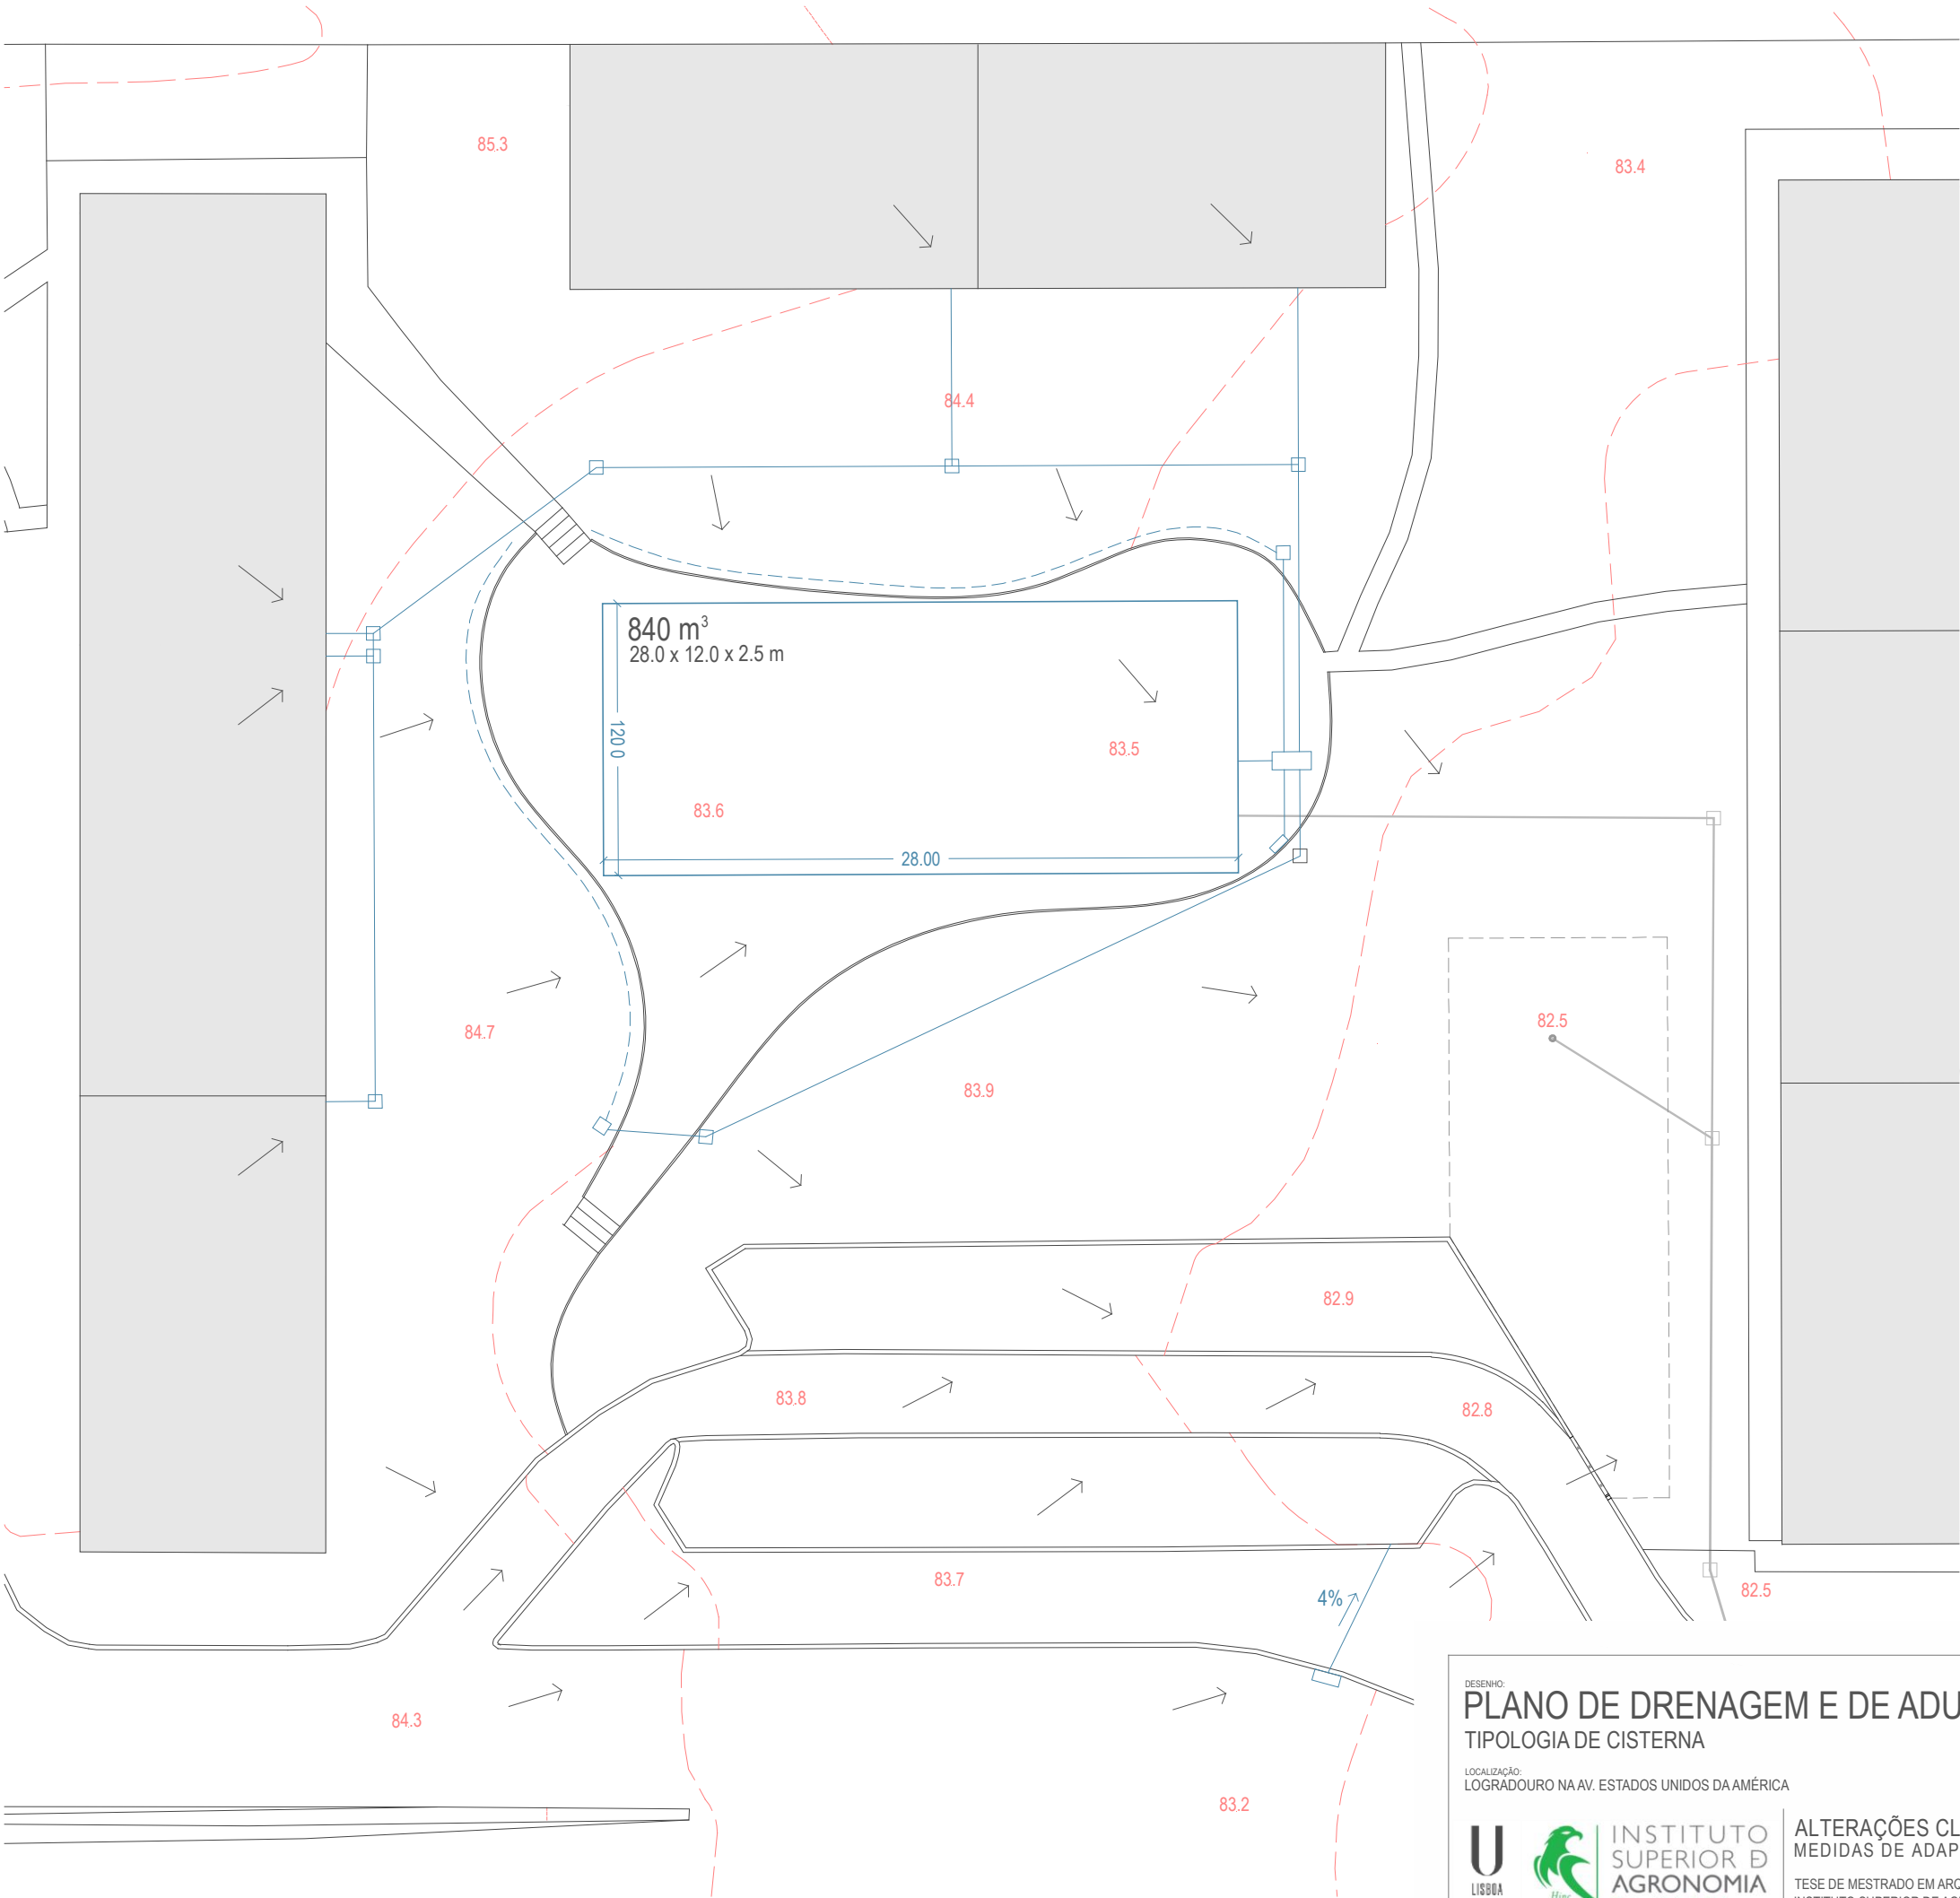 85.3
83.4
84.4
840 m³
28.0 x 12.0 x 2.5 m
120 0
83.5
83.6
28.00
84.7
82.5
83.9
82.9
83.8
82.8
83.7
4%
82.5
84.3
83.2
DESENHO:
PLANO DE DRENAGEM E DE ADU
TIPOLOGIA DE CISTERNA
LOCALIZAÇÃO:
LOGRADOURO NA AV. ESTADOS UNIDOS DA AMÉRICA
U
LISBOA
INSTITUTO
SUPERIOR D
AGRONOMIA
ALTERAÇÕES CL
MEDIDAS DE ADAP
TESE DE MESTRADO EM ARQ